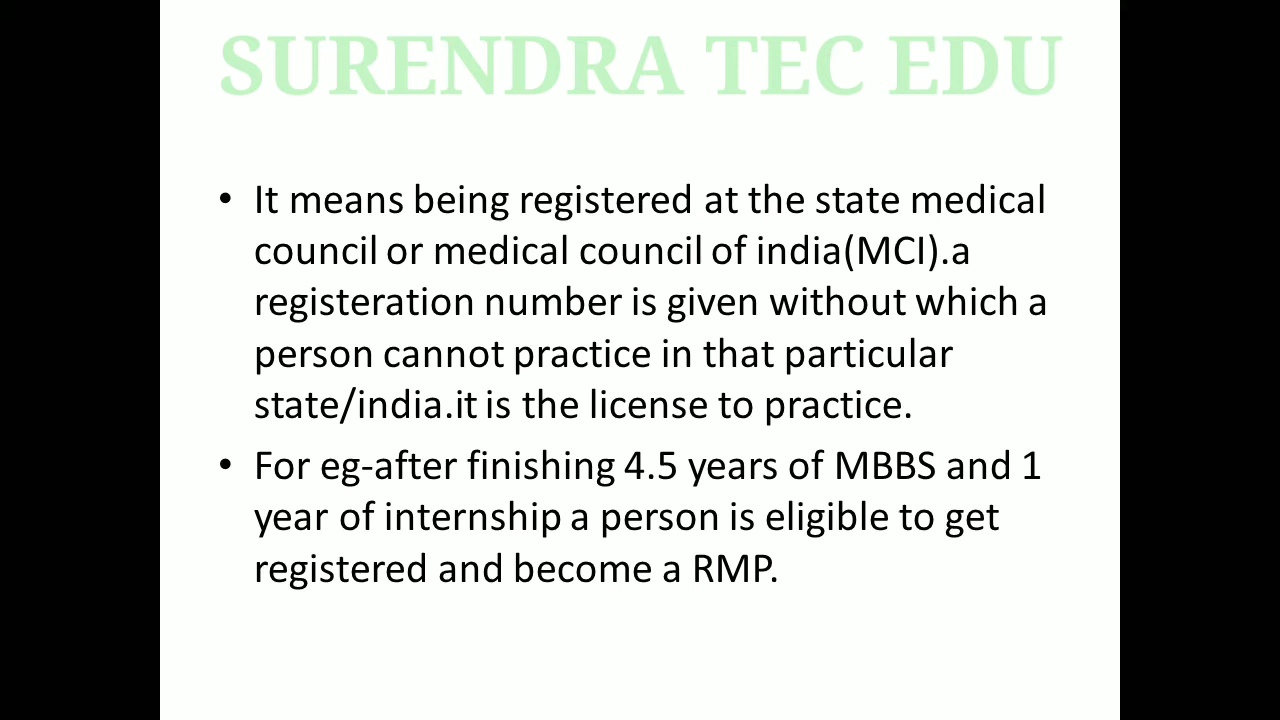 SURENDRA TEC EDU
• It means being registered at the state medical
council or medical council of india(MCI).a
registeration number is given without which a
person cannot practice in that particular
state/india.it is the license to practice.
• For eg-after finishing 4.5 years of MBBS and 1
year of internship a person is eligible to get
registered and become a RMP.